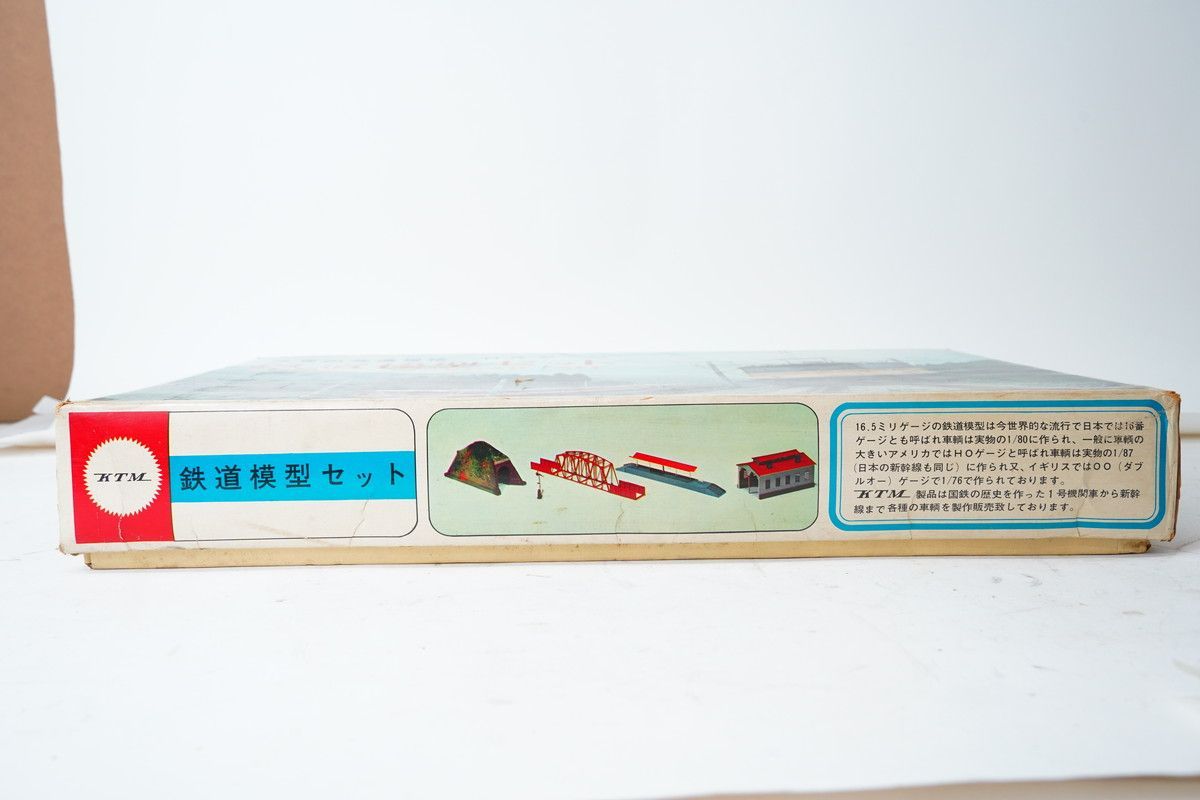 KTM
鉄道模型セット
16.5ミリゲージの鉄道模型は今世界的な流行で日本では16番
ゲージとも呼ばれ車輌は実物の1/80に作られ、一般に車輌の
大きいアメリカではHOゲージと呼ばれ車輌は実物の1/87
(日本の新幹線も同じ)に作られ又、イギリスではOO(ダブ
ルオー)ゲージで1/76で作られております。
KTM 製品は国鉄の歴史を作った1号機関車から新幹
線まで各種の車輌を製作販売致しております。